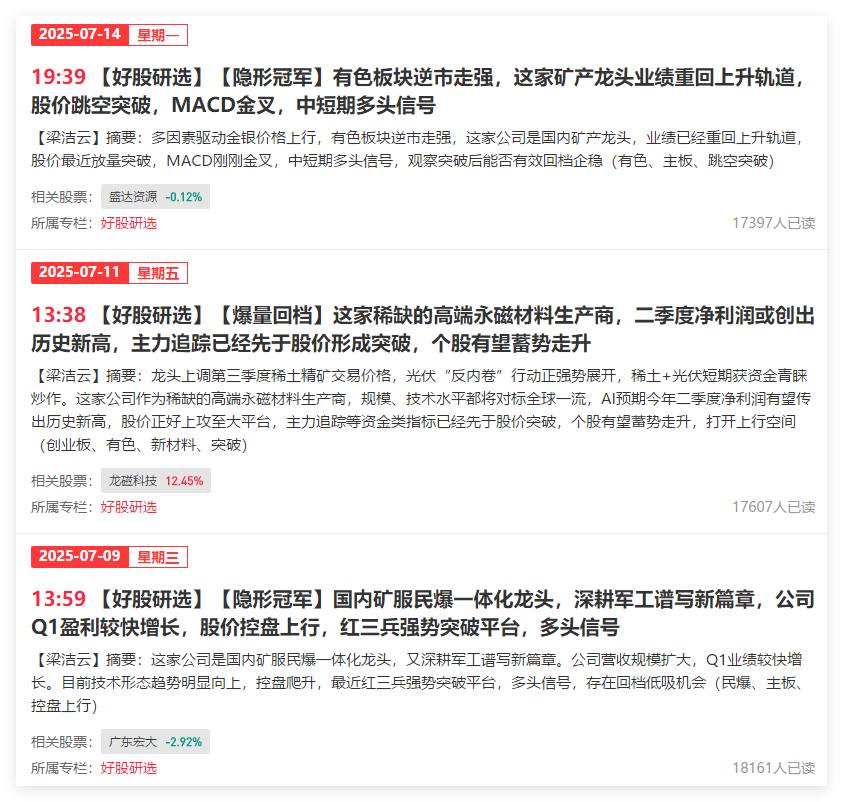 2025-07-14 星期一
19:39 【好股研选】【隐形冠军】有色板块逆市走强，这家矿产龙头业绩重回上升轨道，
股价跳空突破，MACD金叉，中短期多头信号
【梁洁云】摘要：多因素驱动金银价格上行，有色板块逆市走强，这家公司是国内矿产龙头，业绩已经重回上升轨道，
股价最近放量突破，MACD刚刚金叉，中短期多头信号，观察突破后能否有效回档企稳（有色、主板、跳空突破）
相关股票： 盛达资源 -0.12%
所属专栏：好股研选 17397人已读
2025-07-11 星期五
13:38 【好股研选】【爆量回档】这家稀缺的高端永磁材料生产商，二季度净利润或创出
历史新高，主力追踪已经先于股价形成突破，个股有望蓄势走升
【梁洁云】摘要：龙头上调第三季度稀土精矿交易价格，光伏“反内卷”行动正强势展开，稀土+光伏短期获资金青睐
炒作。这家公司作为稀缺的高端永磁材料生产商，规模、技术水平都将对标全球一流，AI预期今年二季度净利润有望传
出历史新高，股价正好上攻至大平台，主力追踪等资金类指标已经先于股价突破，个股有望蓄势走升，打开上行空间
（创业板、有色、新材料、突破）
相关股票： 龙磁科技 12.45%
所属专栏：好股研选 17607人已读
2025-07-09 星期三
13:59 【好股研选】【隐形冠军】国内矿服民爆一体化龙头，深耕军工谱写新篇章，公司
Q1盈利较快增长，股价控盘上行，红三兵强势突破平台，多头信号
【梁洁云】摘要：这家公司是国内矿服民爆一体化龙头，又深耕军工谱写新篇章。公司营收规模扩大，Q1业绩较快增
长。目前技术形态趋势明显向上，控盘爬升，最近红三兵强势突破平台，多头信号，存在回档低吸机会（民爆、主板、
控盘上行）
相关股票： 广东宏大 -2.92%
所属专栏：好股研选 18161人已读